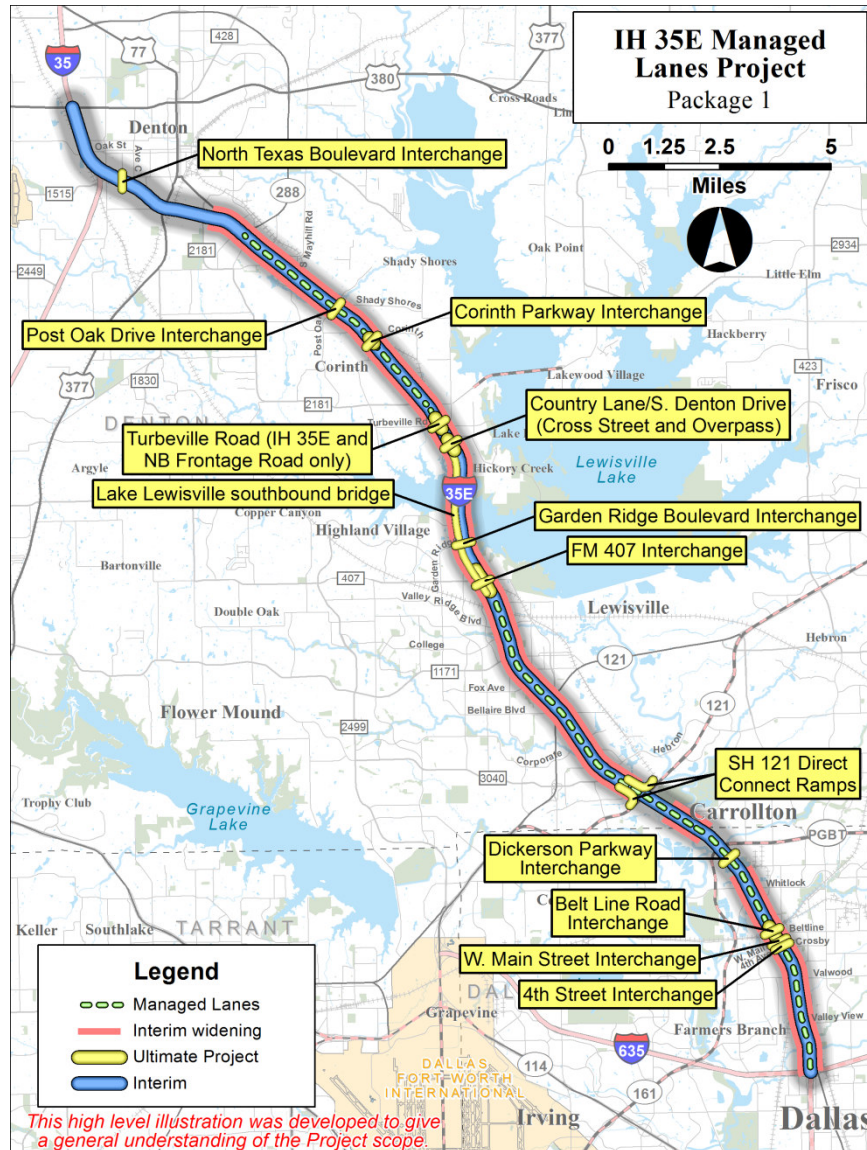 IH 35E Managed
Lanes Project
Package 1
0 1.25 2.5 5
Miles
35
77
428
377
380
Cross Roads
Denton
Oak St
North Texas Boulevard Interchange
1515
288
2181
S Mayhill Rd
Oak Point
2934
2449
Little Elm
Shady Shores
Shady Shores
Corinth Parkway Interchange
Post Oak Drive Interchange
Corinth
Corinth
Hackberry
423
377
1830
Lakewood Village
Frisco
2181
Country Lane/S. Denton Drive
(Cross Street and Overpass)
Turbeville Road (IH 35E and
NB Frontage Road only)
Argyle
Hickory Creek
Lewisville
Lake
35E
Lake Lewisville southbound bridge
Copper Canyon
Garden Ridge Boulevard Interchange
Highland Village
FM 407 Interchange
Bartonville
407
Valley Ridge Blvd
Lewisville
Double Oak
Hebron
College
121
1171
Fox Ave
Flower Mound
Bellaire Blvd
121
2499
Hebron
Corporate
SH 121 Direct
Connect Ramps
3040
Trophy Club
Grapevine
Lake
Carrollton
PGBT
Dickerson Parkway
Interchange
Whitlock
Belt Line Road
Interchange
Beltline
Crosby
Keller
Southlake
TARRANT
W. Main Street Interchange
4th Street Interchange
Valwood
Valley View
Grapevine
Farmers Branch
635
DALLAS
FORT WORTH
INTERNATIONAL
114
161
Irving
Dallas
Legend
Managed Lanes
Interim widening
Ultimate Project
Interim
This high level illustration was developed to give
a general understanding of the Project scope.